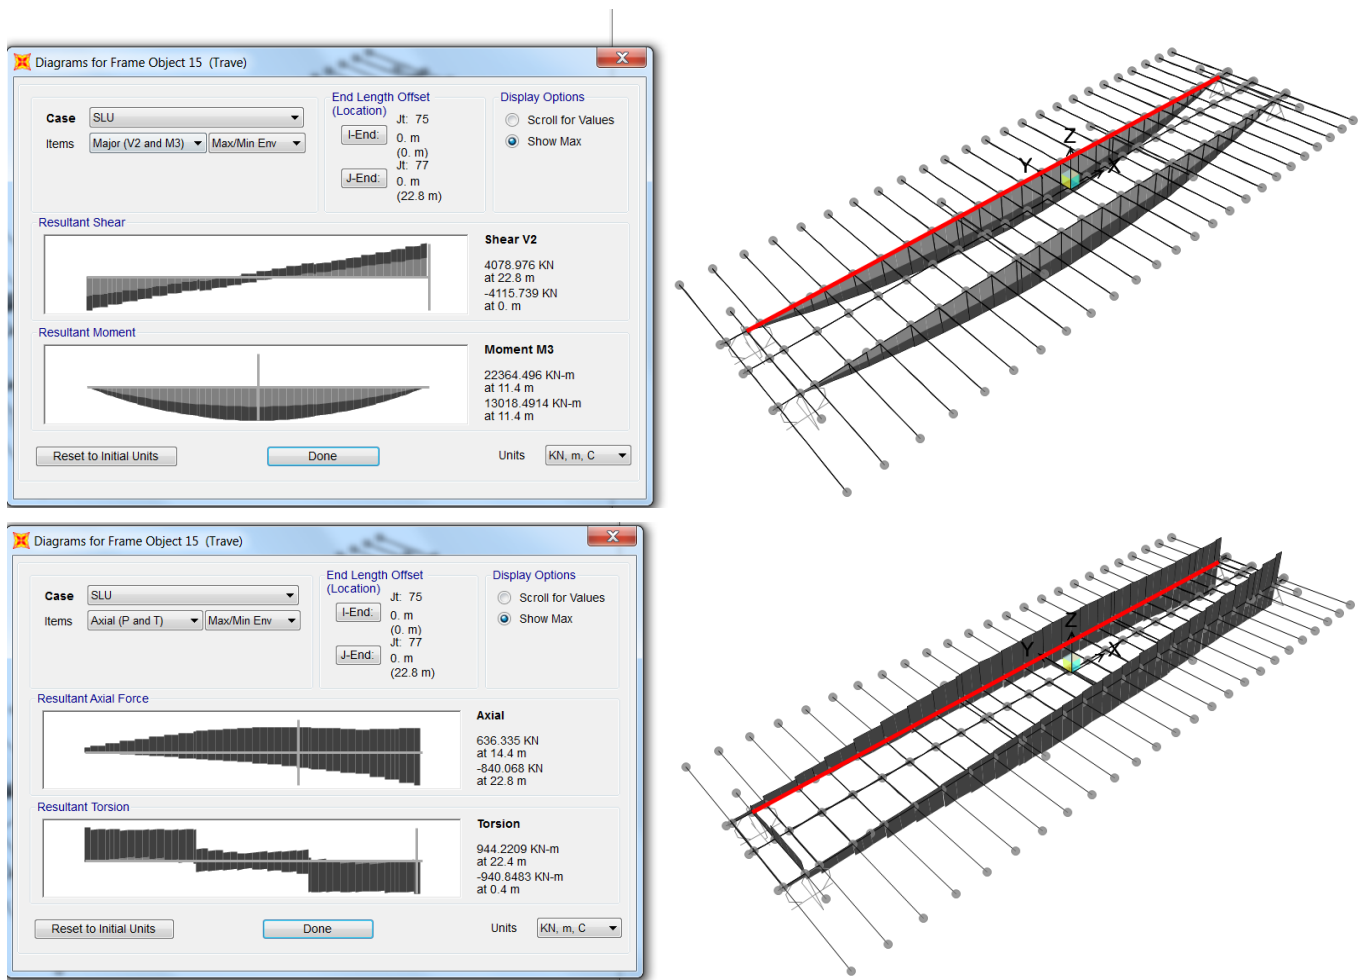 Diagrams for Frame Object 15 (Trave)
X
Case SLU
Items Major (V2 and M3) Max/Min Env
End Length Offset
(Location)
Jt: 75
I-End: 0. m
(0. m)
Jt: 77
J-End: 0. m
(22.8 m)
Display Options
Scroll for Values
Show Max
Resultant Shear
Shear V2
4078.976 KN
at 22.8 m
-4115.739 KN
at 0. m
Resultant Moment
Moment M3
22364.496 KN-m
at 11.4 m
13018.4914 KN-m
at 11.4 m
Reset to Initial Units Done Units KN, m, C
Z
Y X
Diagrams for Frame Object 15 (Trave)
X
Case SLU
Items Axial (P and T) Max/Min Env
End Length Offset
(Location)
Jt: 75
I-End: 0. m
(0. m)
Jt: 77
J-End: 0. m
(22.8 m)
Display Options
Scroll for Values
Show Max
Resultant Axial Force
Axial
636.335 KN
at 14.4 m
-840.068 KN
at 22.8 m
Resultant Torsion
Torsion
944.2209 KN-m
at 22.4 m
-940.8483 KN-m
at 0.4 m
Reset to Initial Units Done Units KN, m, C
Z
Y X